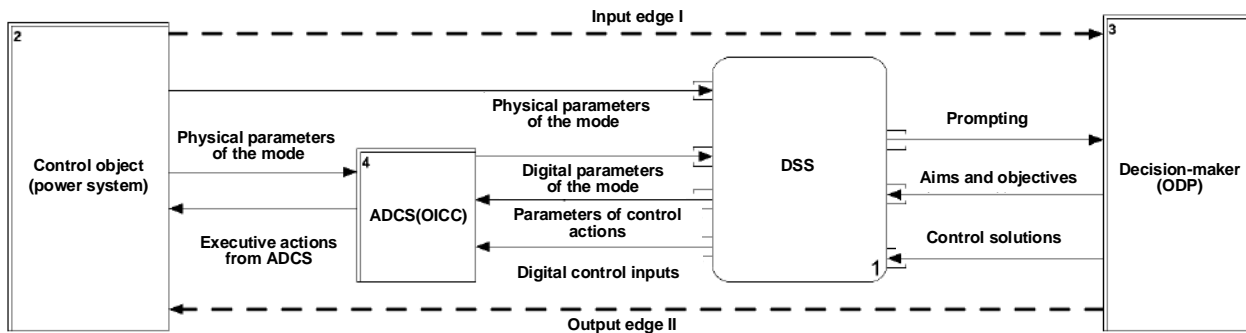 Input edge I
2
3
Physical parameters
of the mode
Prompting
Physical parameters
of the mode
4
Control object
(power system)
DSS
Decision-maker
(ODP)
Digital parameters
of the mode
Aims and objectives
ADCS(OICC)
Parameters of control
actions
Executive actions
from ADCS
Control solutions
Digital control inputs
1
Output edge II